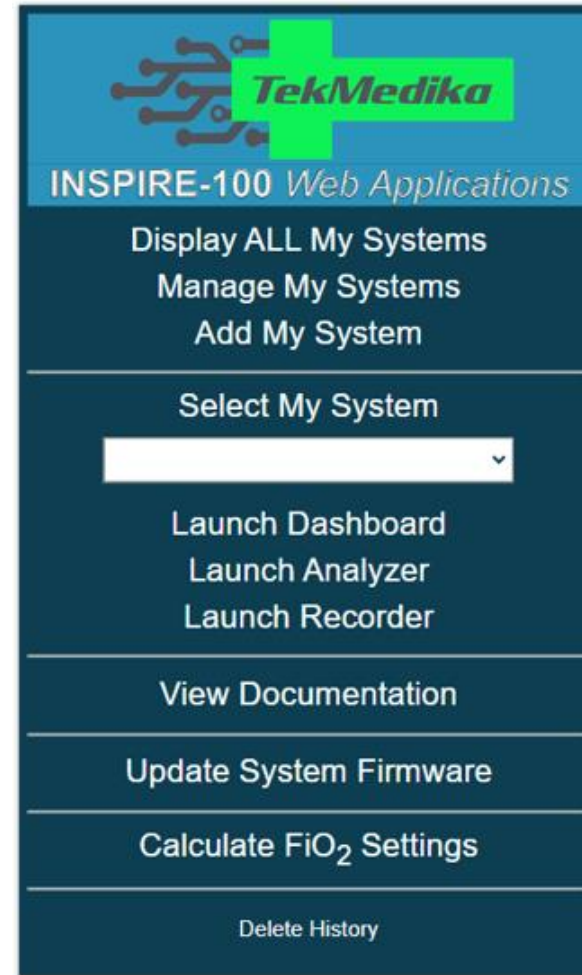 TekMedika
INSPIRE-100 Web Applications
Display ALL My Systems
Manage My Systems
Add My System
Select My System
Launch Dashboard
Launch Analyzer
Launch Recorder
View Documentation
Update System Firmware
Calculate FiO₂ Settings
Delete History